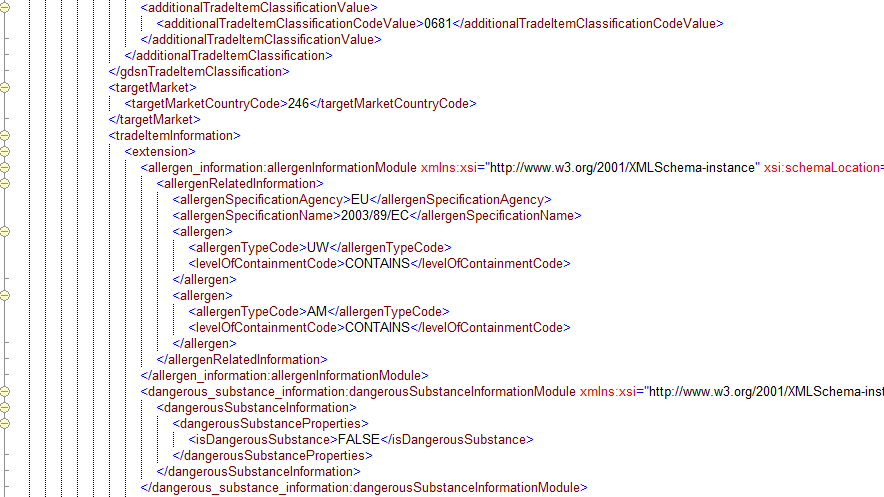 <additionalTradeItemClassificationValue>
<additionalTradeItemClassificationCodeValue>0681</additionalTradeItemClassificationCodeValue>
</additionalTradeItemClassificationValue>
</additionalTradeItemClassification>
</gdsnTradeItemClassification>
<targetMarket>
<targetMarketCountryCode>246</targetMarketCountryCode>
</targetMarket>
<tradeItemInformation>
<extension>
<allergen_information:allergenInformationModule xmlns:xsi="http://www.w3.org/2001/XMLSchema-instance" xsi:schemaLocation=
<allergenRelatedInformation>
<allergenSpecificationAgency>EU</allergenSpecificationAgency>
<allergenSpecificationName>2003/89/EC</allergenSpecificationName>
<allergen>
<allergenTypeCode>UW</allergenTypeCode>
<levelOfContainmentCode>CONTAINS</levelOfContainmentCode>
</allergen>
<allergen>
<allergenTypeCode>AM</allergenTypeCode>
<levelOfContainmentCode>CONTAINS</levelOfContainmentCode>
</allergen>
</allergenRelatedInformation>
</allergen_information:allergenInformationModule>
<dangerous_substance_information:dangerousSubstanceInformationModule xmlns:xsi="http://www.w3.org/2001/XMLSchema-inst
<dangerousSubstanceInformation>
<dangerousSubstanceProperties>
<isDangerousSubstance>FALSE</isDangerousSubstance>
</dangerousSubstanceProperties>
</dangerousSubstanceInformation>
</dangerous_substance_information:dangerousSubstanceInformationModule>